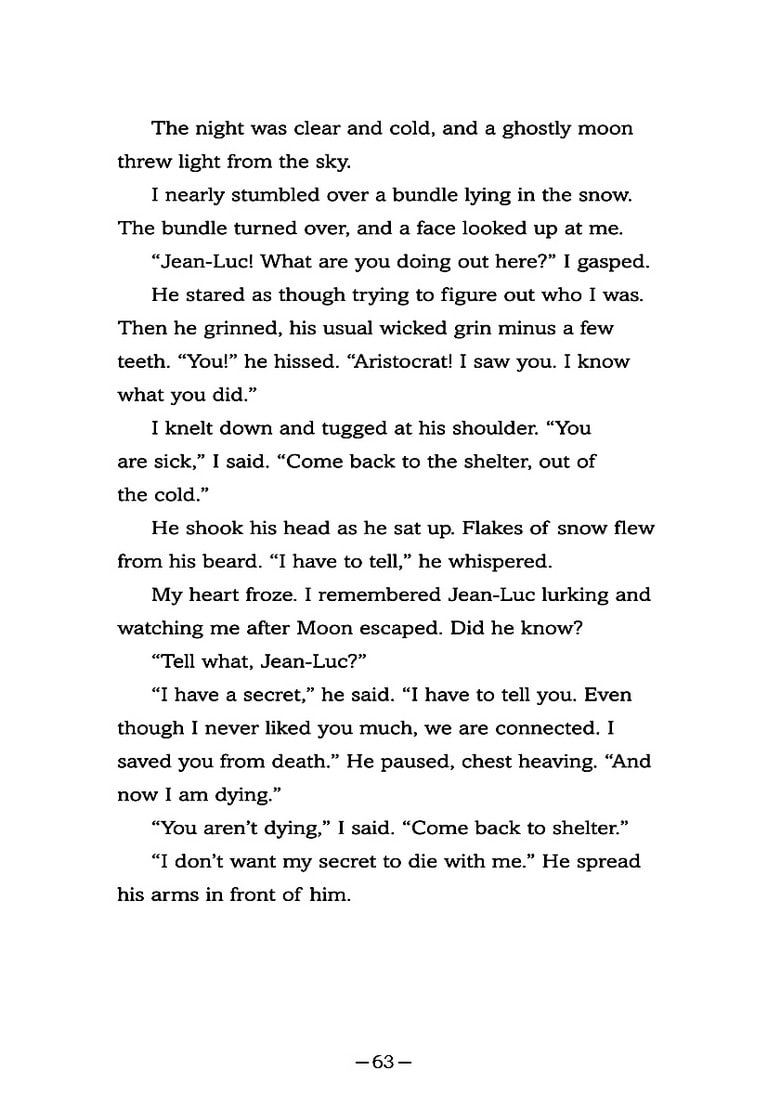 The night was clear and cold, and a ghostly moon
threw light from the sky.
I nearly stumbled over a bundle lying in the snow.
The bundle turned over, and a face looked up at me.
“Jean-Luc! What are you doing out here?” I gasped.
He stared as though trying to figure out who I was.
Then he grinned, his usual wicked grin minus a few
teeth. “You!” he hissed. “Aristocrat! I saw you. I know
what you did.”
I knelt down and tugged at his shoulder. “You
are sick,” I said. “Come back to the shelter, out of
the cold.”
He shook his head as he sat up. Flakes of snow flew
from his beard. “I have to tell,” he whispered.
My heart froze. I remembered Jean-Luc lurking and
watching me after Moon escaped. Did he know?
“Tell what, Jean-Luc?”
“I have a secret,” he said. “I have to tell you. Even
though I never liked you much, we are connected. I
saved you from death.” He paused, chest heaving. “And
now I am dying.”
“You aren’t dying,” I said. “Come back to shelter.”
“I don’t want my secret to die with me.” He spread
his arms in front of him.
—63—